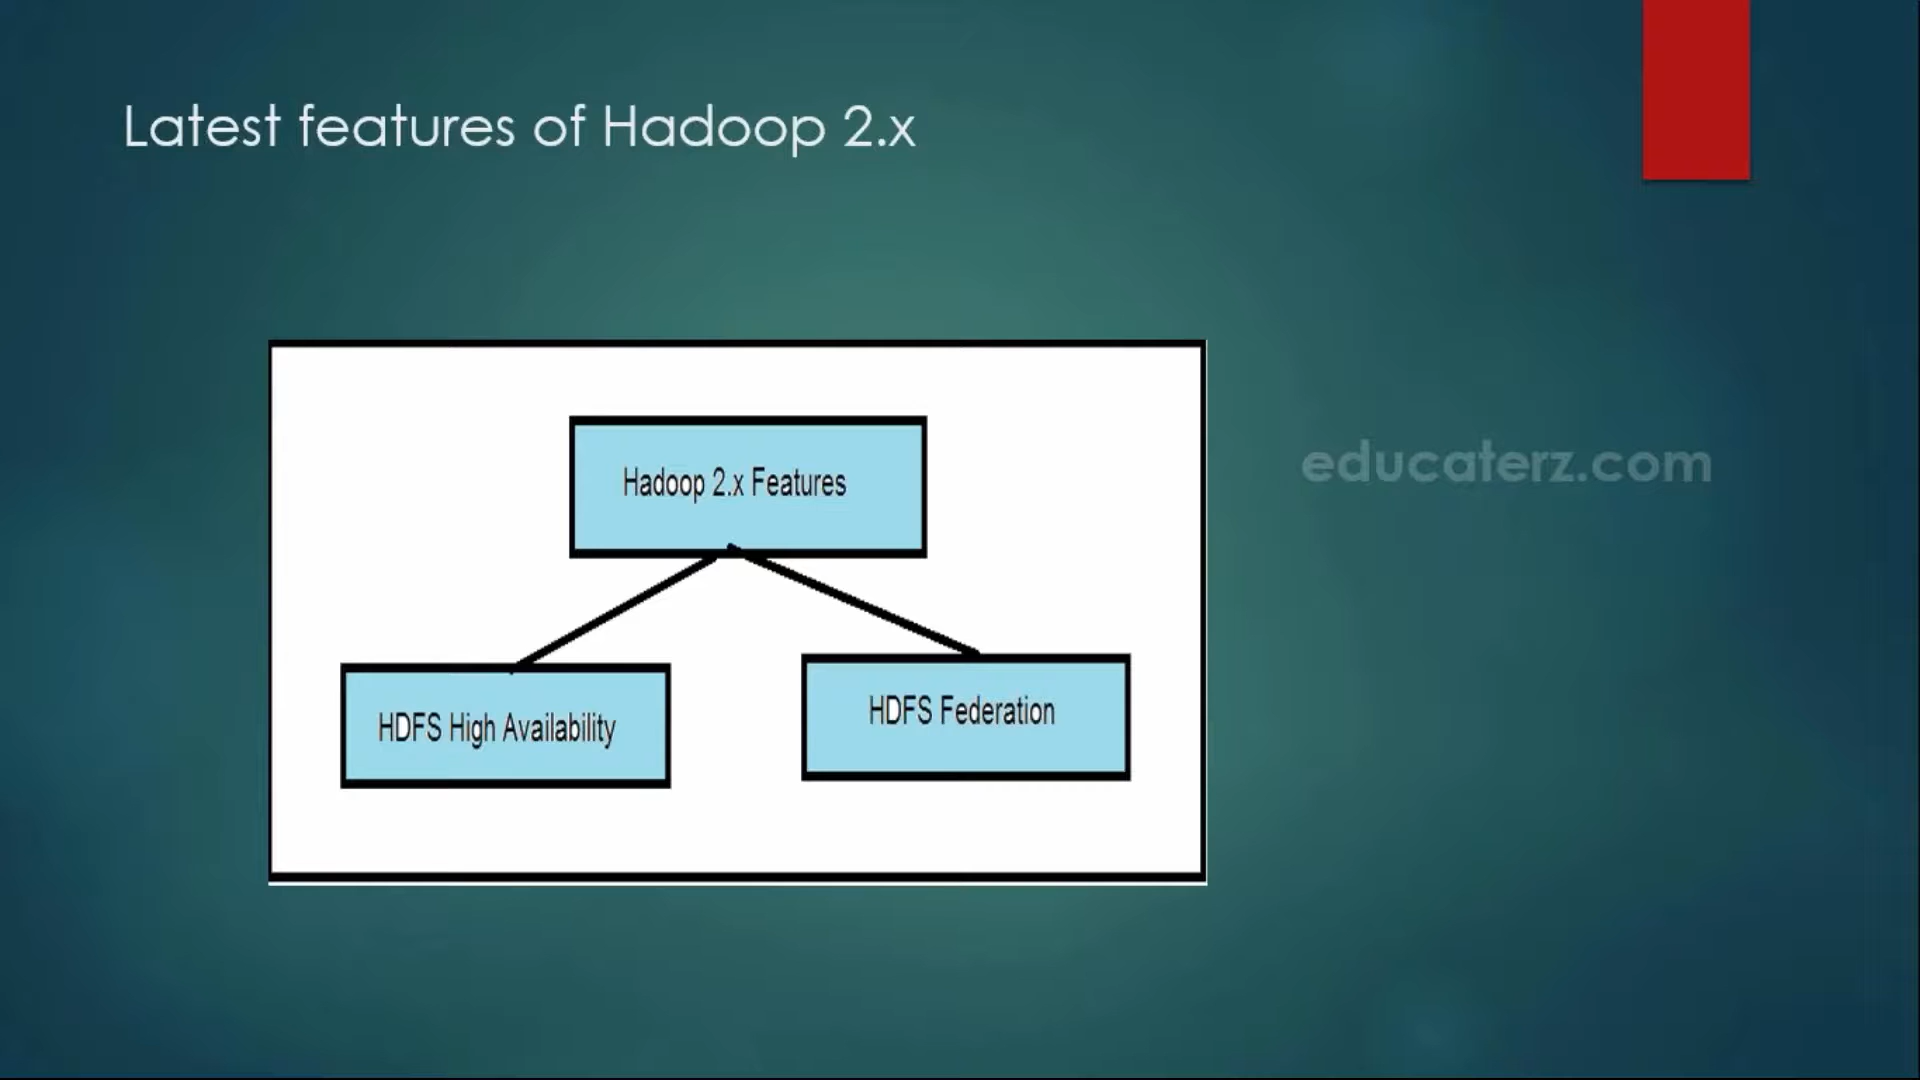 Latest features of Hadoop 2.x
Hadoop 2.x Features
educaterz.com
HDFS High Availability
HDFS Federation